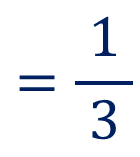 = 1/3